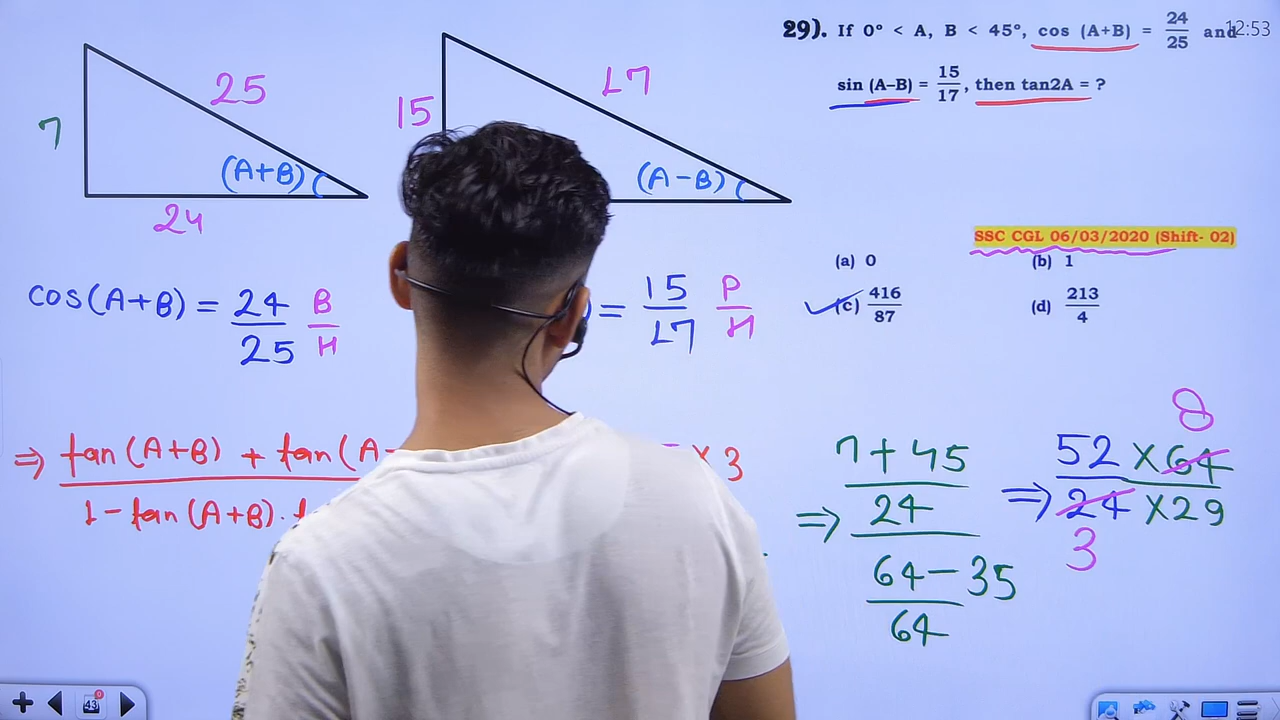 29). If 0° < A, B < 45°, cos (A+B) = 24/25 and
12:53
sin (A–B) = 15/17, then tan2A = ?
SSC CGL 06/03/2020 (Shift- 02)
(a) 0
(b) 1
(c) 416/87
(d) 213/4
25
7
(A+B)
24
17
15
(A-B)
cos(A+B) = 24/25 B/H
) = 15/17 P/H
⇒ tan(A+B) + tan(A-
1-tan(A+B).
× 3
⇒ 7+45
24
64-35
64
8
⇒ 52 × 64
24 × 29
3
43